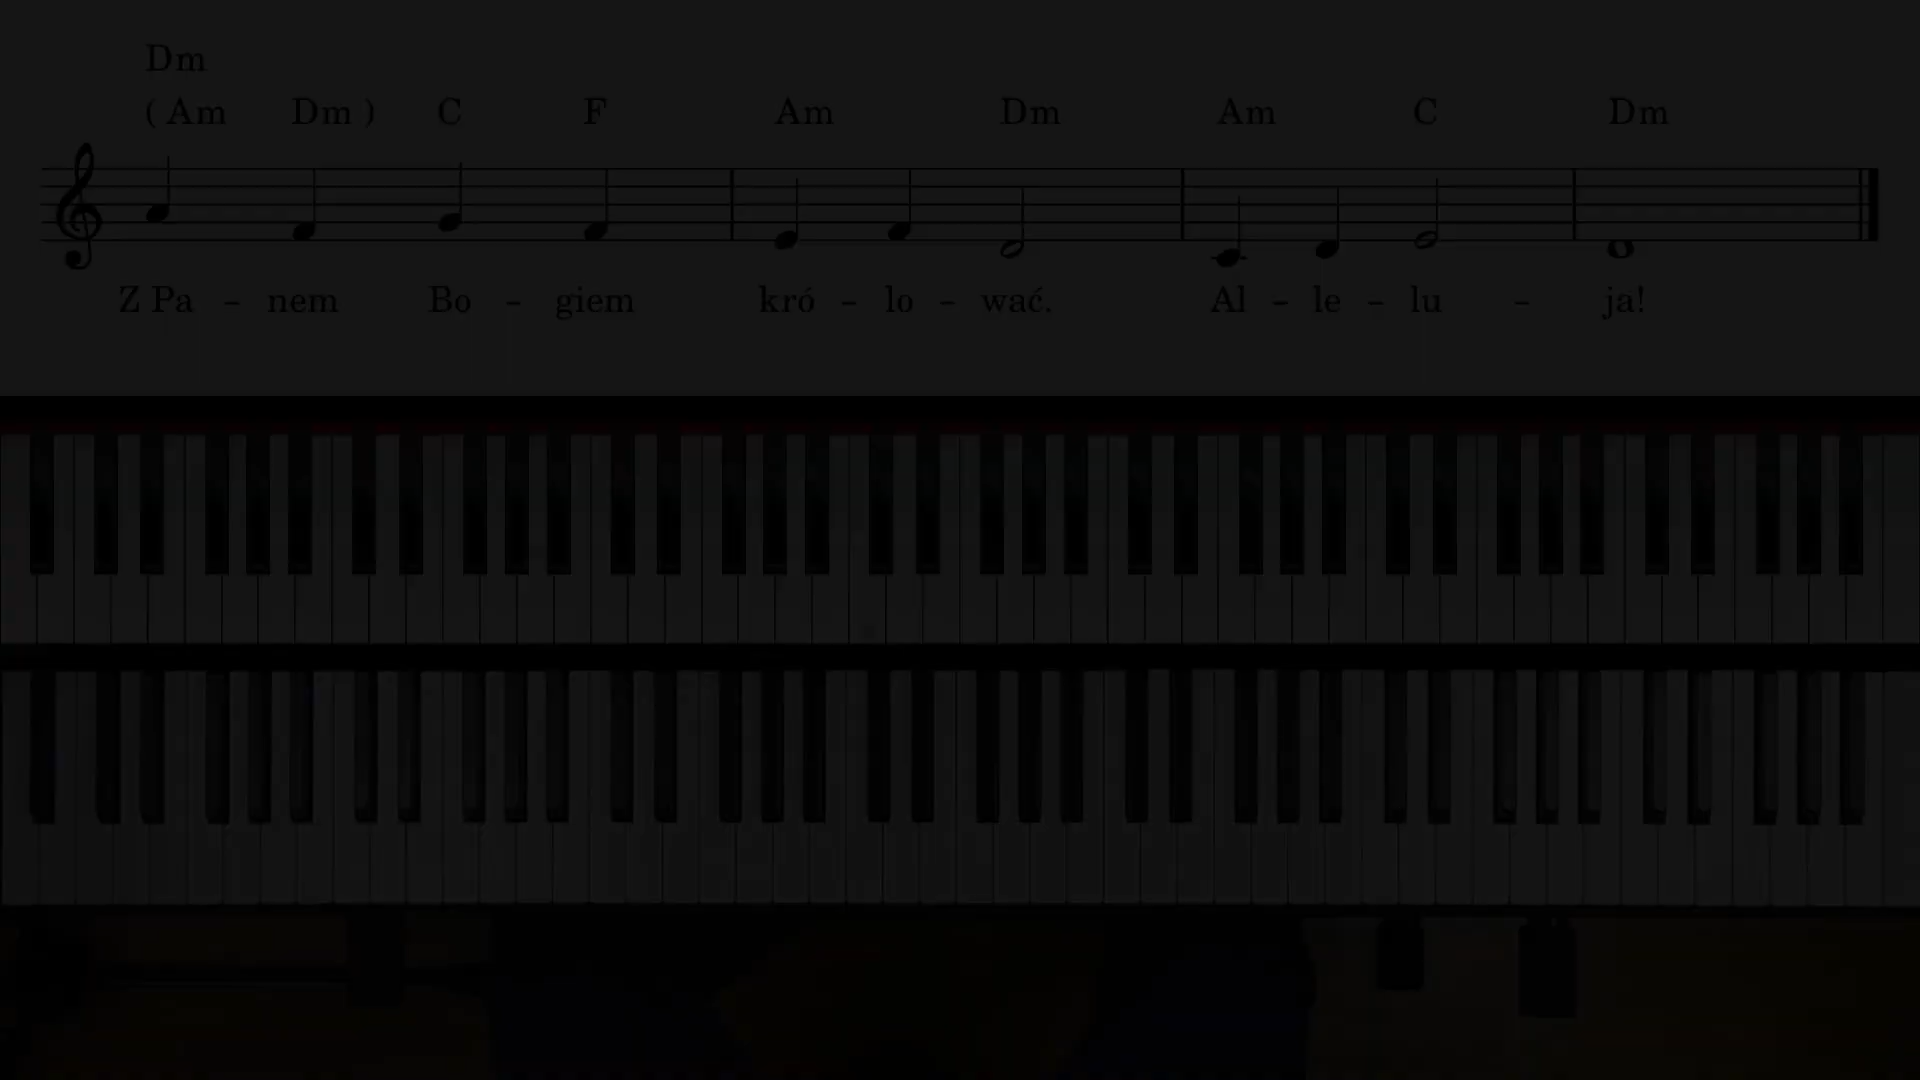 Dm
( Am Dm ) C F Am Dm Am C Dm
Z Pa - nem Bo - giem kró - lo - wać. Al - le - lu - ja!